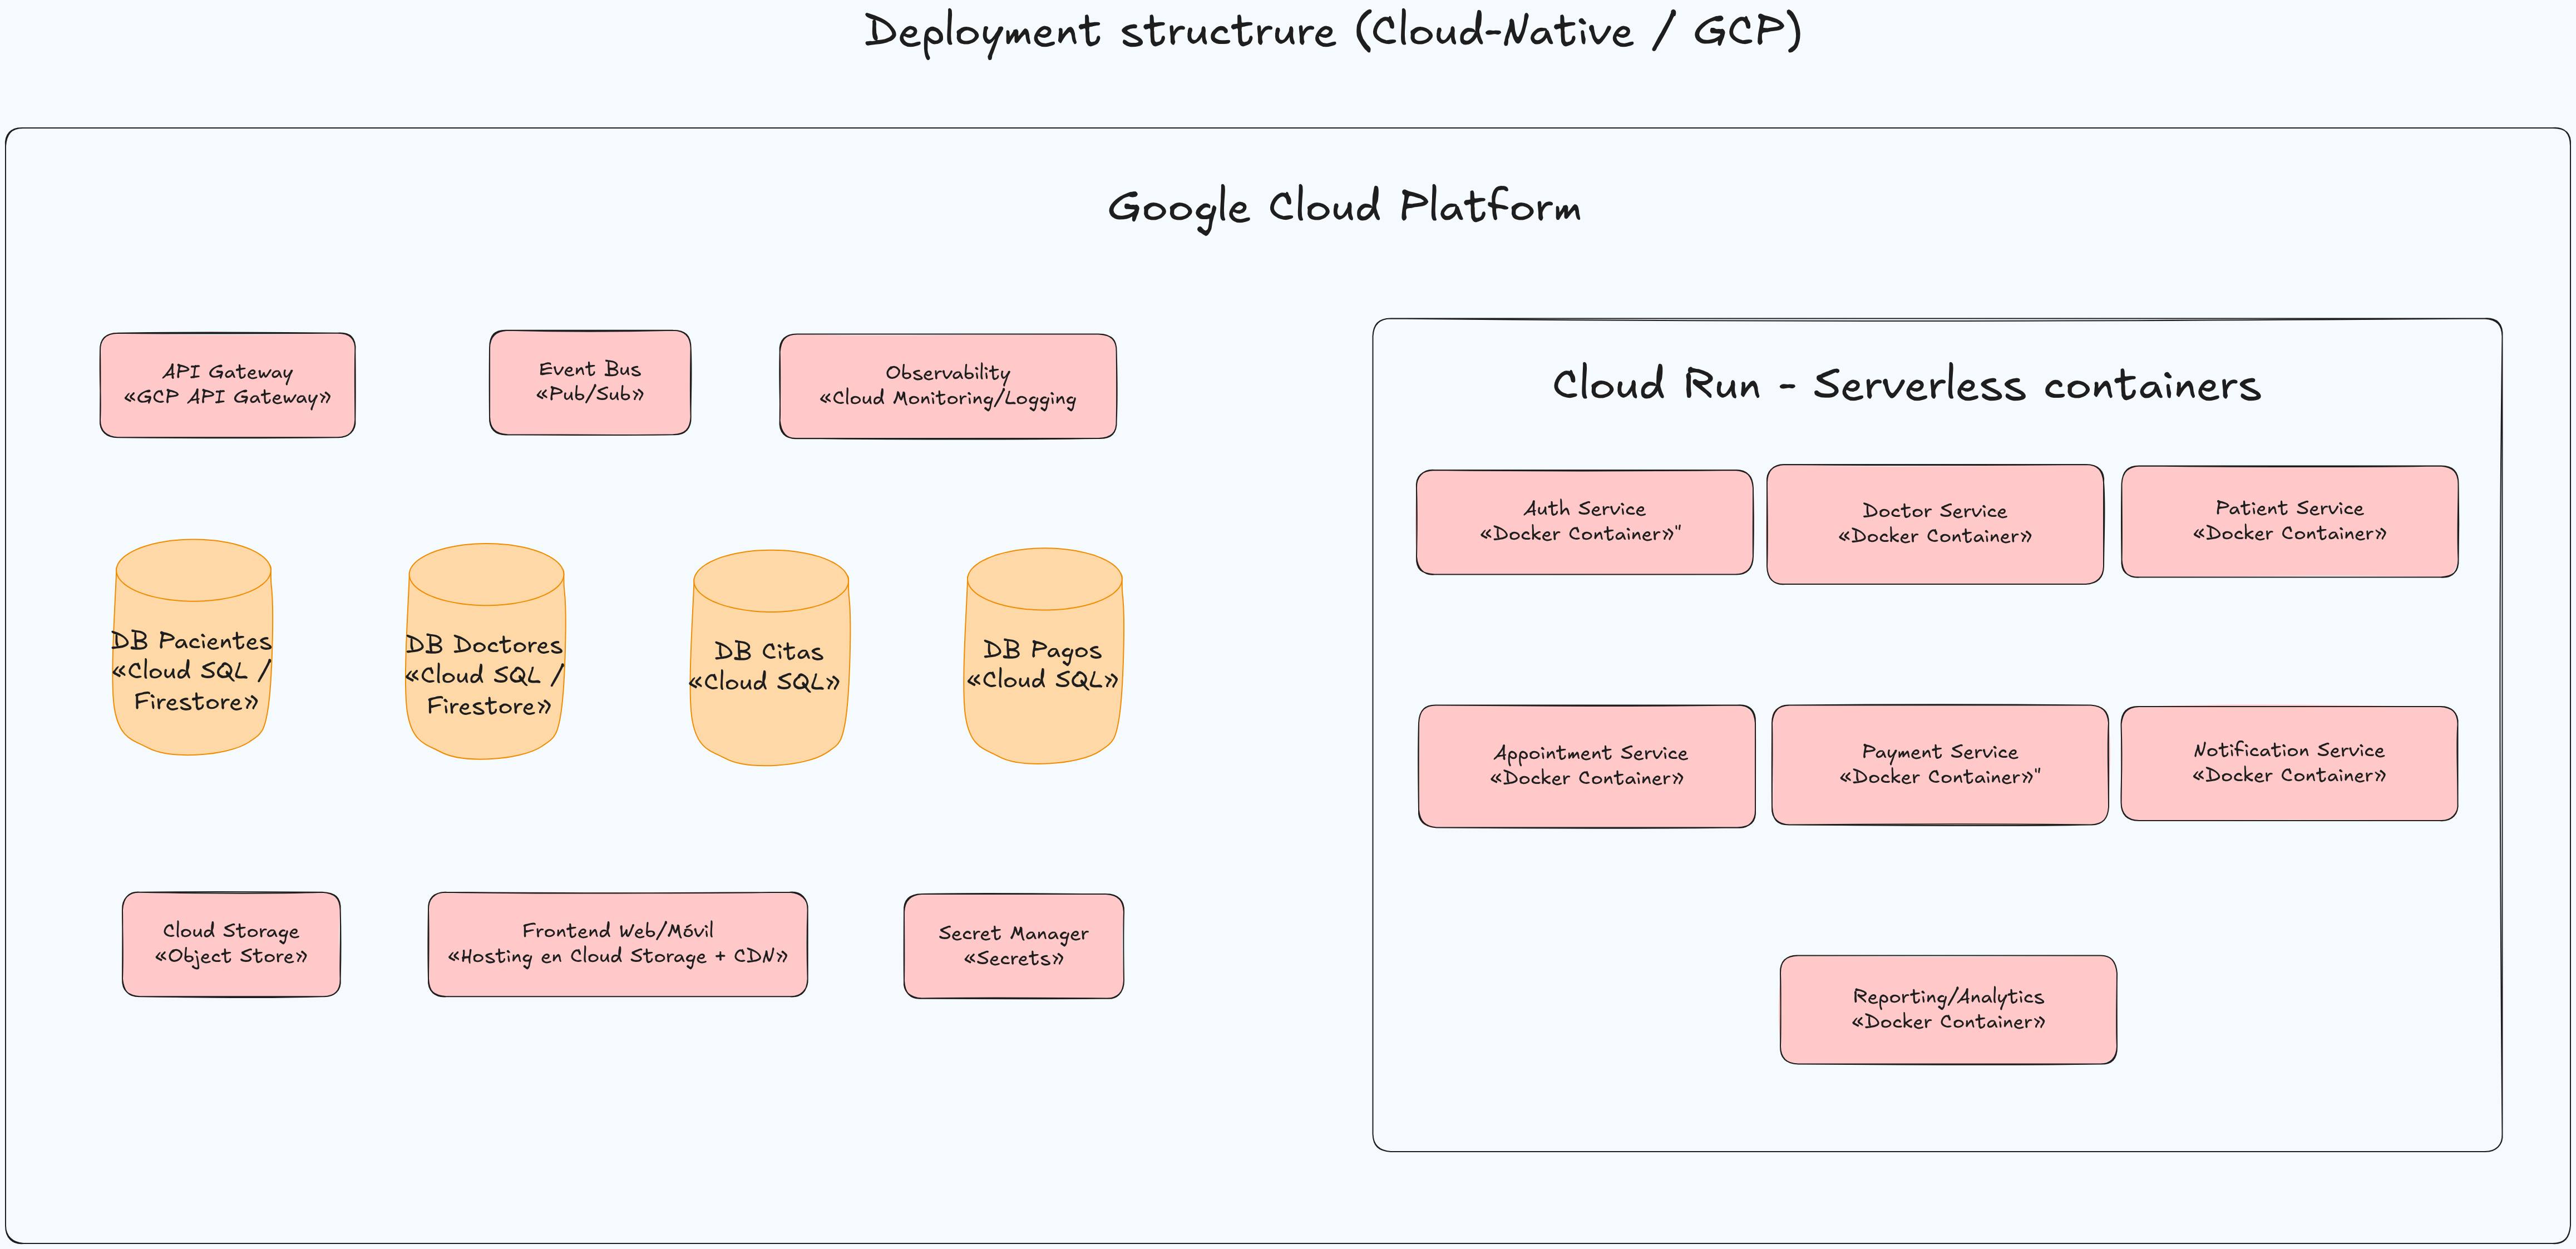 Deployment structrure (Cloud-Native / GCP)
Google Cloud Platform
API Gateway
«GCP API Gateway»
Event Bus
«Pub/Sub»
Observability
«Cloud Monitoring/Logging
DB Pacientes
«Cloud SQL /
Firestore»
DB Doctores
«Cloud SQL /
Firestore»
DB Citas
«Cloud SQL»
DB Pagos
«Cloud SQL»
Cloud Storage
«Object Store»
Frontend Web/Móvil
«Hosting en Cloud Storage + CDN»
Secret Manager
«Secrets»
Cloud Run - Serverless containers
Auth Service
«Docker Container»"
Doctor Service
«Docker Container»
Patient Service
«Docker Container»
Appointment Service
«Docker Container»
Payment Service
«Docker Container»"
Notification Service
«Docker Container»
Reporting/Analytics
«Docker Container»